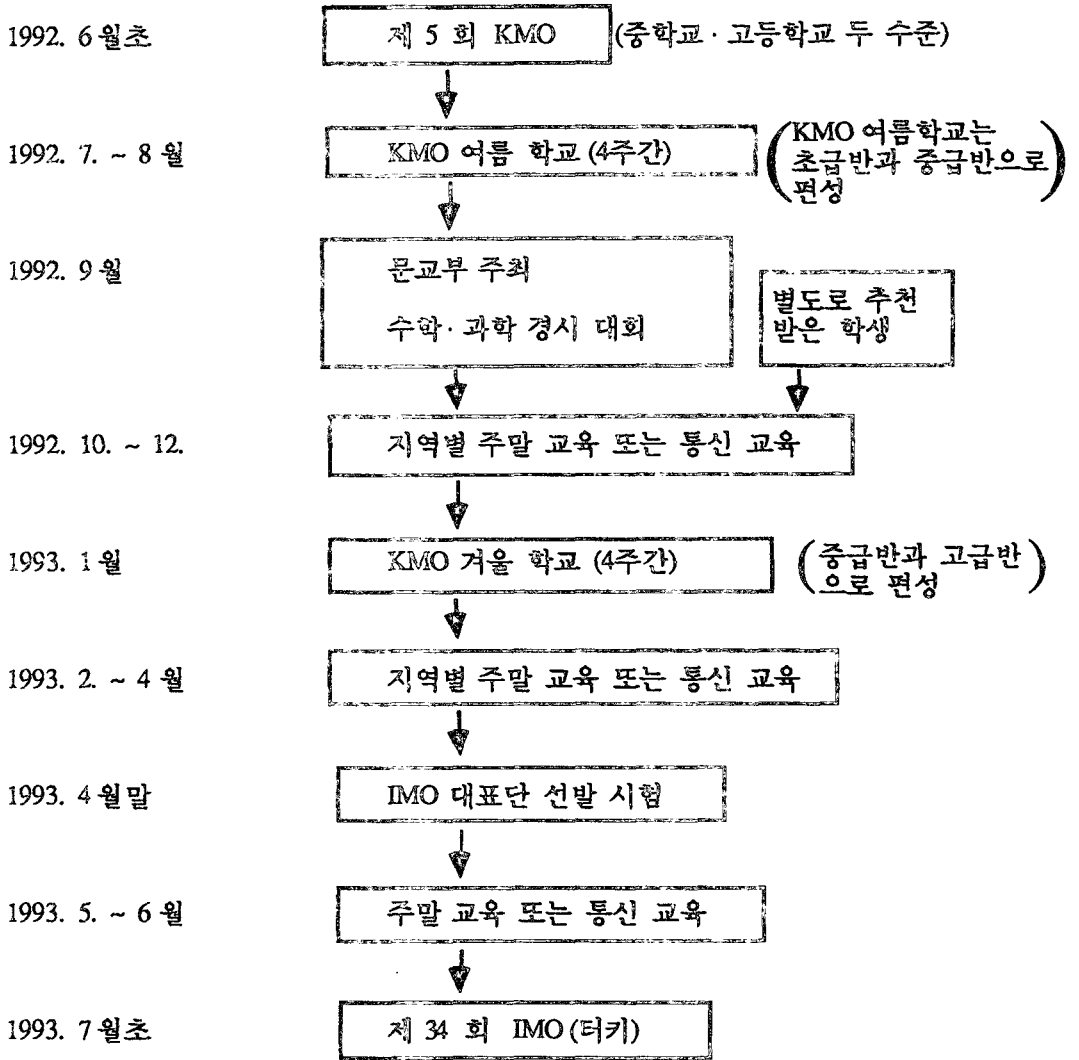 1992. 6월초 제 5 회 KMO (중학교 · 고등학교 두 수준)
1992. 7. ~ 8 월 KMO 여름 학교 (4주간)
KMO 여름학교는
초급반과 중급반으로
편성
1992. 9 월 문교부 주최
수학 · 과학 경시 대회
별도로 추천
받은 학생
1992. 10. ~ 12. 지역별 주말 교육 또는 통신 교육
1993. 1 월 KMO 겨울 학교 (4주간)
(중급반과 고급반
으로 편성)
1993. 2. ~ 4 월 지역별 주말 교육 또는 통신 교육
1993. 4 월말 IMO 대표단 선발 시험
1993. 5. ~ 6 월 주말 교육 또는 통신 교육
1993. 7 월초 제 34 회 IMO (터키)